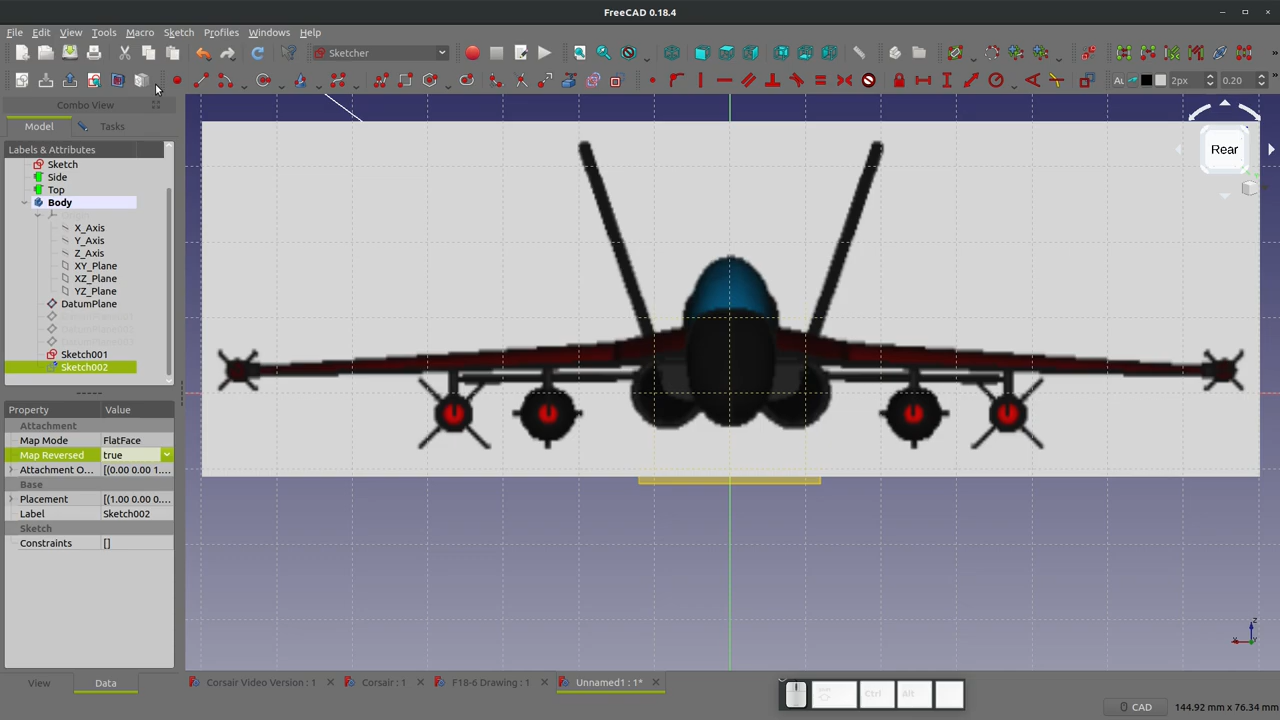 FreeCAD 0.18.4
File Edit View Tools Macro Sketch Profiles Windows Help
Sketcher
2px 0.20
Combo View
Model Tasks
Labels & Attributes
Sketch
Side
Top
Body
X_Axis
Y_Axis
Z_Axis
XY_Plane
XZ_Plane
YZ_Plane
DatumPlane
Sketch001
Sketch002
Rear
Property Value
Attachment
Map Mode FlatFace
Map Reversed true
Attachment O... [(0.00 0.00 1....
Base
Placement [(1.00 0.00 0....
Label Sketch002
Sketch
Constraints []
View Data
Corsair Video Version : 1 Corsair : 1 F18-6 Drawing : 1 Unnamed1 : 1*
Ctrl Alt
CAD 144.92 mm x 76.34 mm